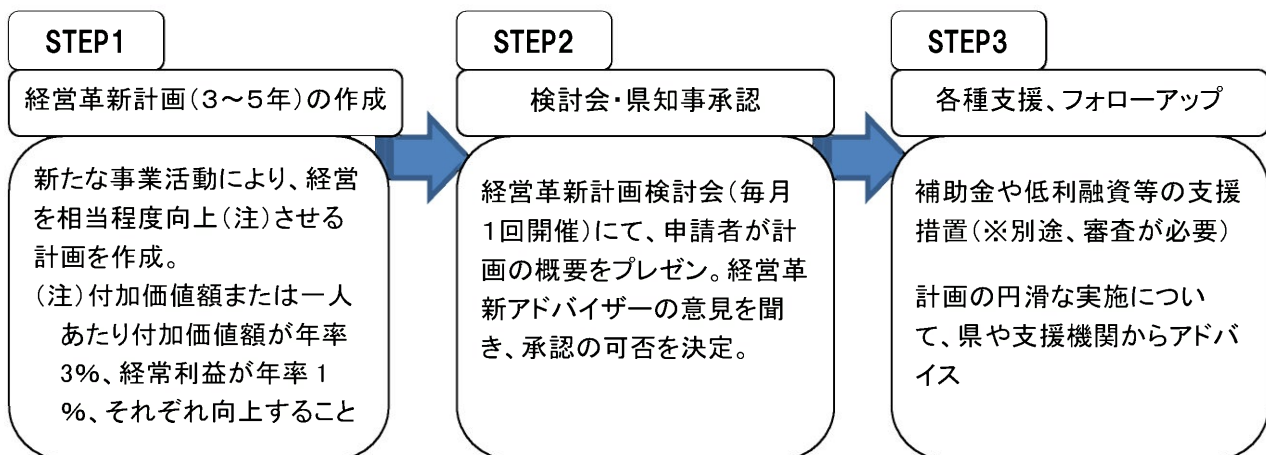 STEP1
経営革新計画(3～5年)の作成
新たな事業活動により、経営
を相当程度向上(注)させる
計画を作成。
(注)付加価値額または一人
あたり付加価値額が年率
3%、経常利益が年率1
%、それぞれ向上すること
STEP2
検討会・県知事承認
経営革新計画検討会(毎月
1回開催)にて、申請者が計
画の概要をプレゼン。経営革
新アドバイザーの意見を聞
き、承認の可否を決定。
STEP3
各種支援、フォローアップ
補助金や低利融資等の支援
措置(※別途、審査が必要)
計画の円滑な実施につい
て、県や支援機関からアドバ
イス